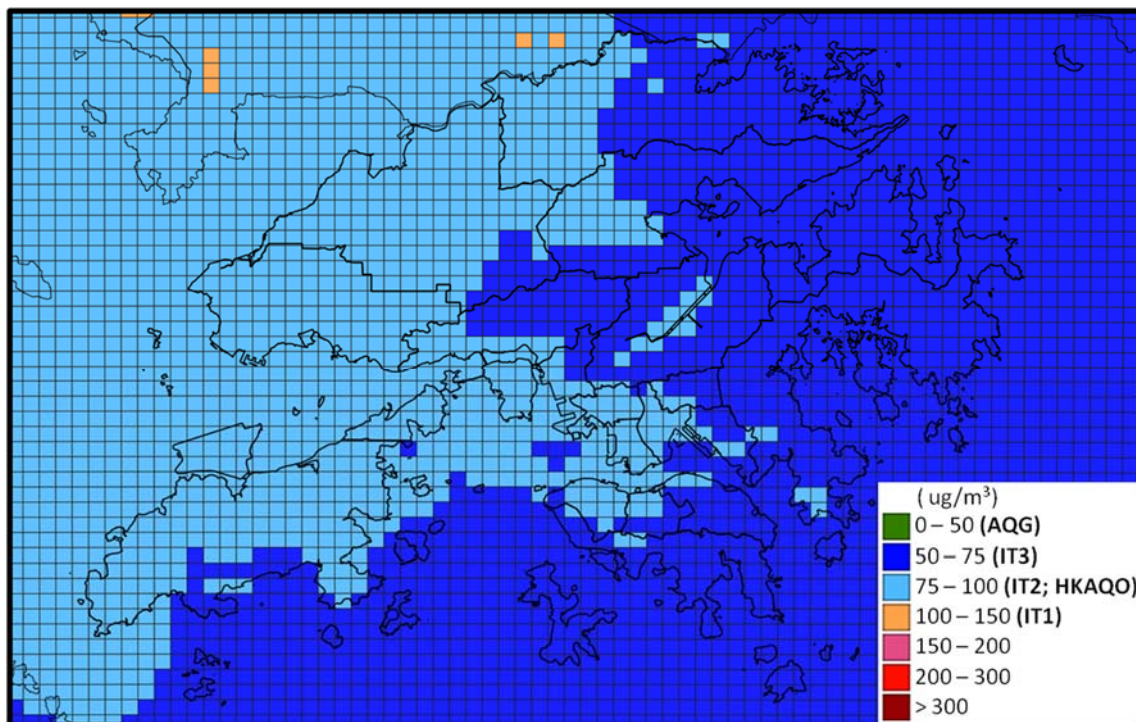 ( ug/m³)
0 – 50 (AQG)
50 – 75 (IT3)
75 – 100 (IT2; HKAQO)
100 – 150 (IT1)
150 – 200
200 – 300
> 300